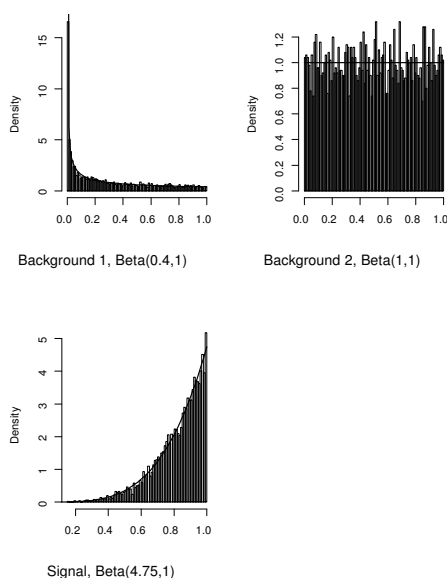 Density
0 5 10 15
0.0 0.2 0.4 0.6 0.8 1.0
Background 1, Beta(0.4,1)
Density
0.0 0.2 0.4 0.6 0.8 1.0 1.2
0.0 0.2 0.4 0.6 0.8 1.0
Background 2, Beta(1,1)
Density
0 1 2 3 4 5
0.2 0.4 0.6 0.8 1.0
Signal, Beta(4.75,1)